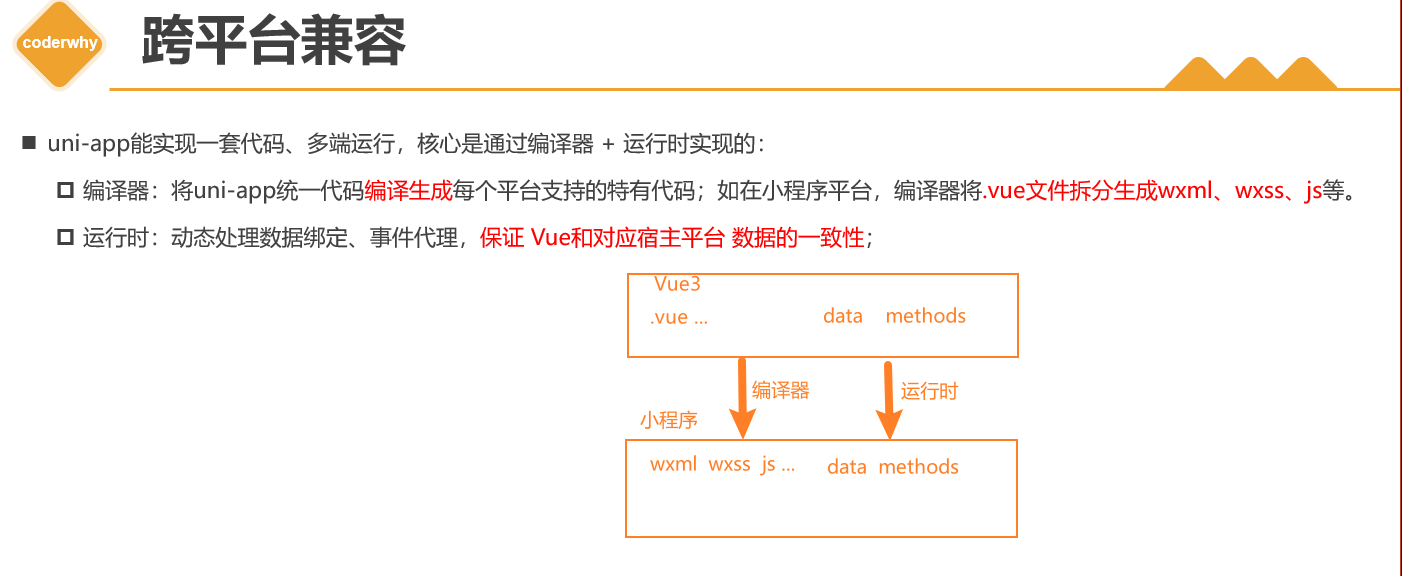 coderwhy
跨平台兼容
uni-app能实现一套代码、多端运行，核心是通过编译器 + 运行时实现的：
编译器：将uni-app统一代码编译生成每个平台支持的特有代码；如在小程序平台，编译器将.vue文件拆分生成wxml、wxss、js等。
运行时：动态处理数据绑定、事件代理，保证 Vue和对应宿主平台 数据的一致性；
Vue3
.vue ... data methods
编译器 运行时
小程序
wxml wxss js ... data methods